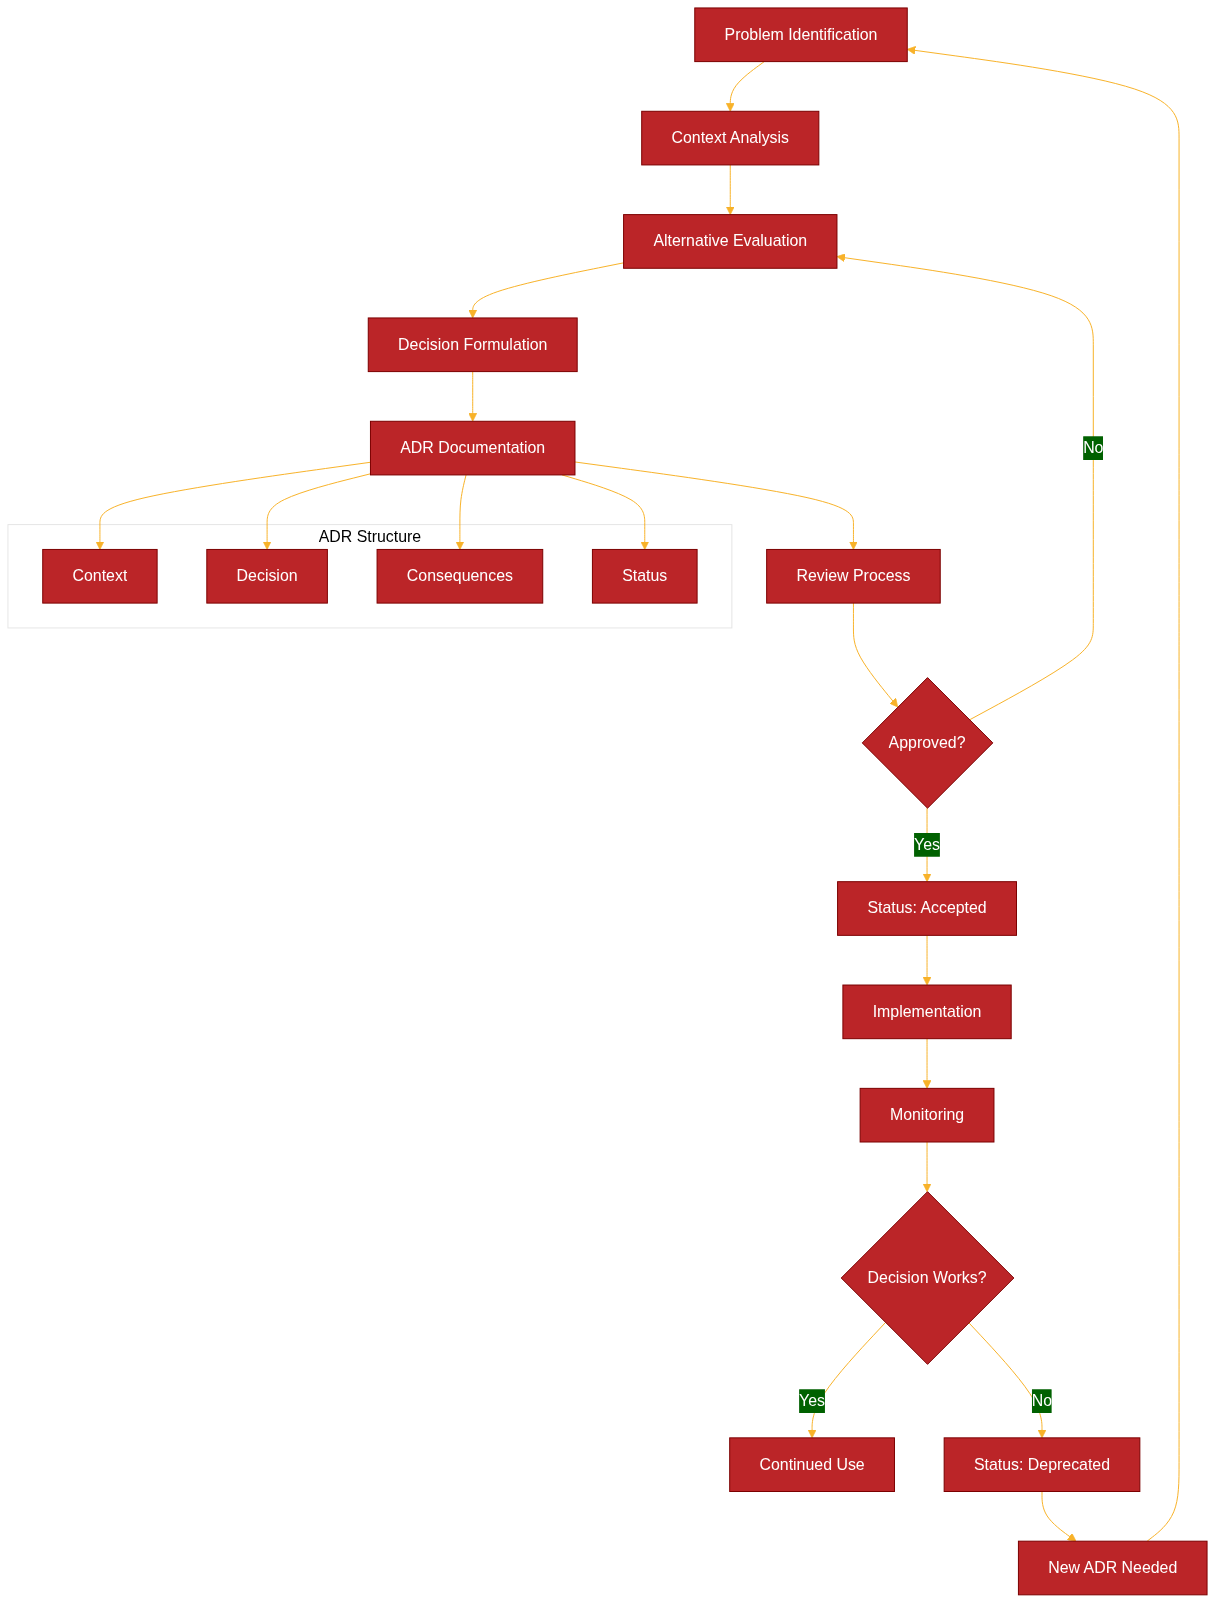 Problem Identification
Context Analysis
Alternative Evaluation
Decision Formulation
ADR Documentation
No
ADR Structure
Context
Decision
Consequences
Status
Review Process
Approved?
Yes
Status: Accepted
Implementation
Monitoring
Decision Works?
Yes
No
Continued Use
Status: Deprecated
New ADR Needed